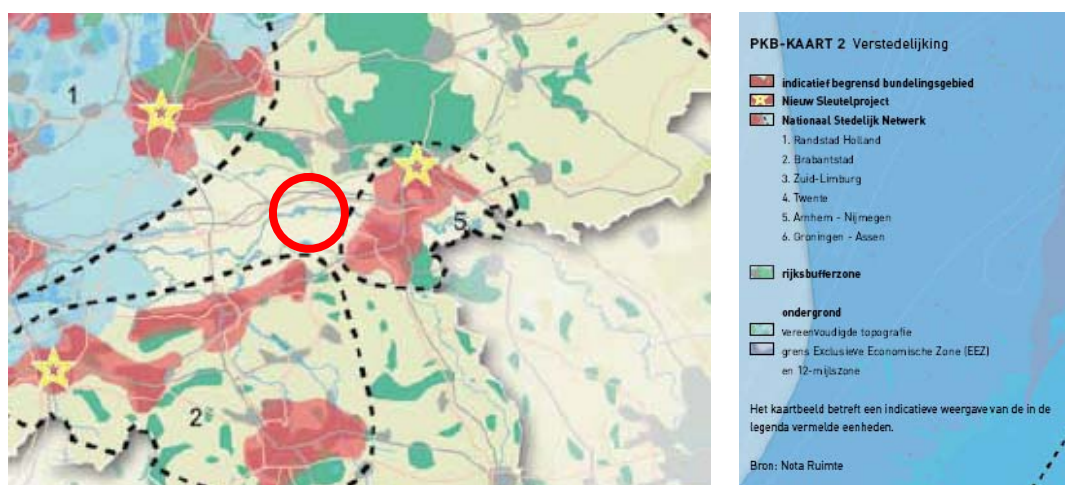 1
5
2
PKB-KAART 2 Verstedelijking
indicatief begrensd bundelingsgebied
Nieuw Sleutelproject
Nationaal Stedelijk Netwerk
1. Randstad Holland
2. Brabantstad
3. Zuid-Limburg
4. Twente
5. Arnhem - Nijmegen
6. Groningen - Assen
rijksbufferzone
ondergrond
vereenvoudigde topografie
grens Exclusieve Economische Zone (EEZ)
en 12-mijlszone
Het kaartbeeld betreft een indicatieve weergave van de in de
legenda vermelde eenheden.
Bron: Nota Ruimte